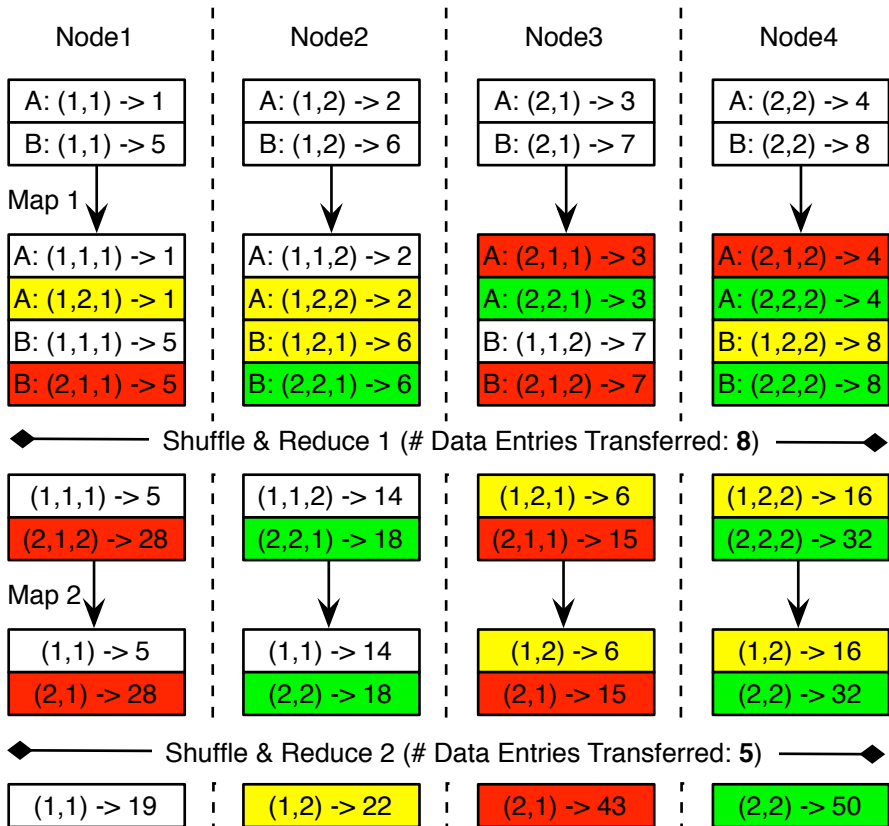 Node1 Node2 Node3 Node4
A: (1,1) -> 1 A: (1,2) -> 2 A: (2,1) -> 3 A: (2,2) -> 4
B: (1,1) -> 5 B: (1,2) -> 6 B: (2,1) -> 7 B: (2,2) -> 8
Map 1
A: (1,1,1) -> 1 A: (1,1,2) -> 2 A: (2,1,1) -> 3 A: (2,1,2) -> 4
A: (1,2,1) -> 1 A: (1,2,2) -> 2 A: (2,2,1) -> 3 A: (2,2,2) -> 4
B: (1,1,1) -> 5 B: (1,2,1) -> 6 B: (1,1,2) -> 7 B: (1,2,2) -> 8
B: (2,1,1) -> 5 B: (2,2,1) -> 6 B: (2,1,2) -> 7 B: (2,2,2) -> 8
Shuffle & Reduce 1 (# Data Entries Transferred: 8)
(1,1,1) -> 5 (1,1,2) -> 14 (1,2,1) -> 6 (1,2,2) -> 16
(2,1,2) -> 28 (2,2,1) -> 18 (2,1,1) -> 15 (2,2,2) -> 32
Map 2
(1,1) -> 5 (1,1) -> 14 (1,2) -> 6 (1,2) -> 16
(2,1) -> 28 (2,2) -> 18 (2,1) -> 15 (2,2) -> 32
Shuffle & Reduce 2 (# Data Entries Transferred: 5)
(1,1) -> 19 (1,2) -> 22 (2,1) -> 43 (2,2) -> 50